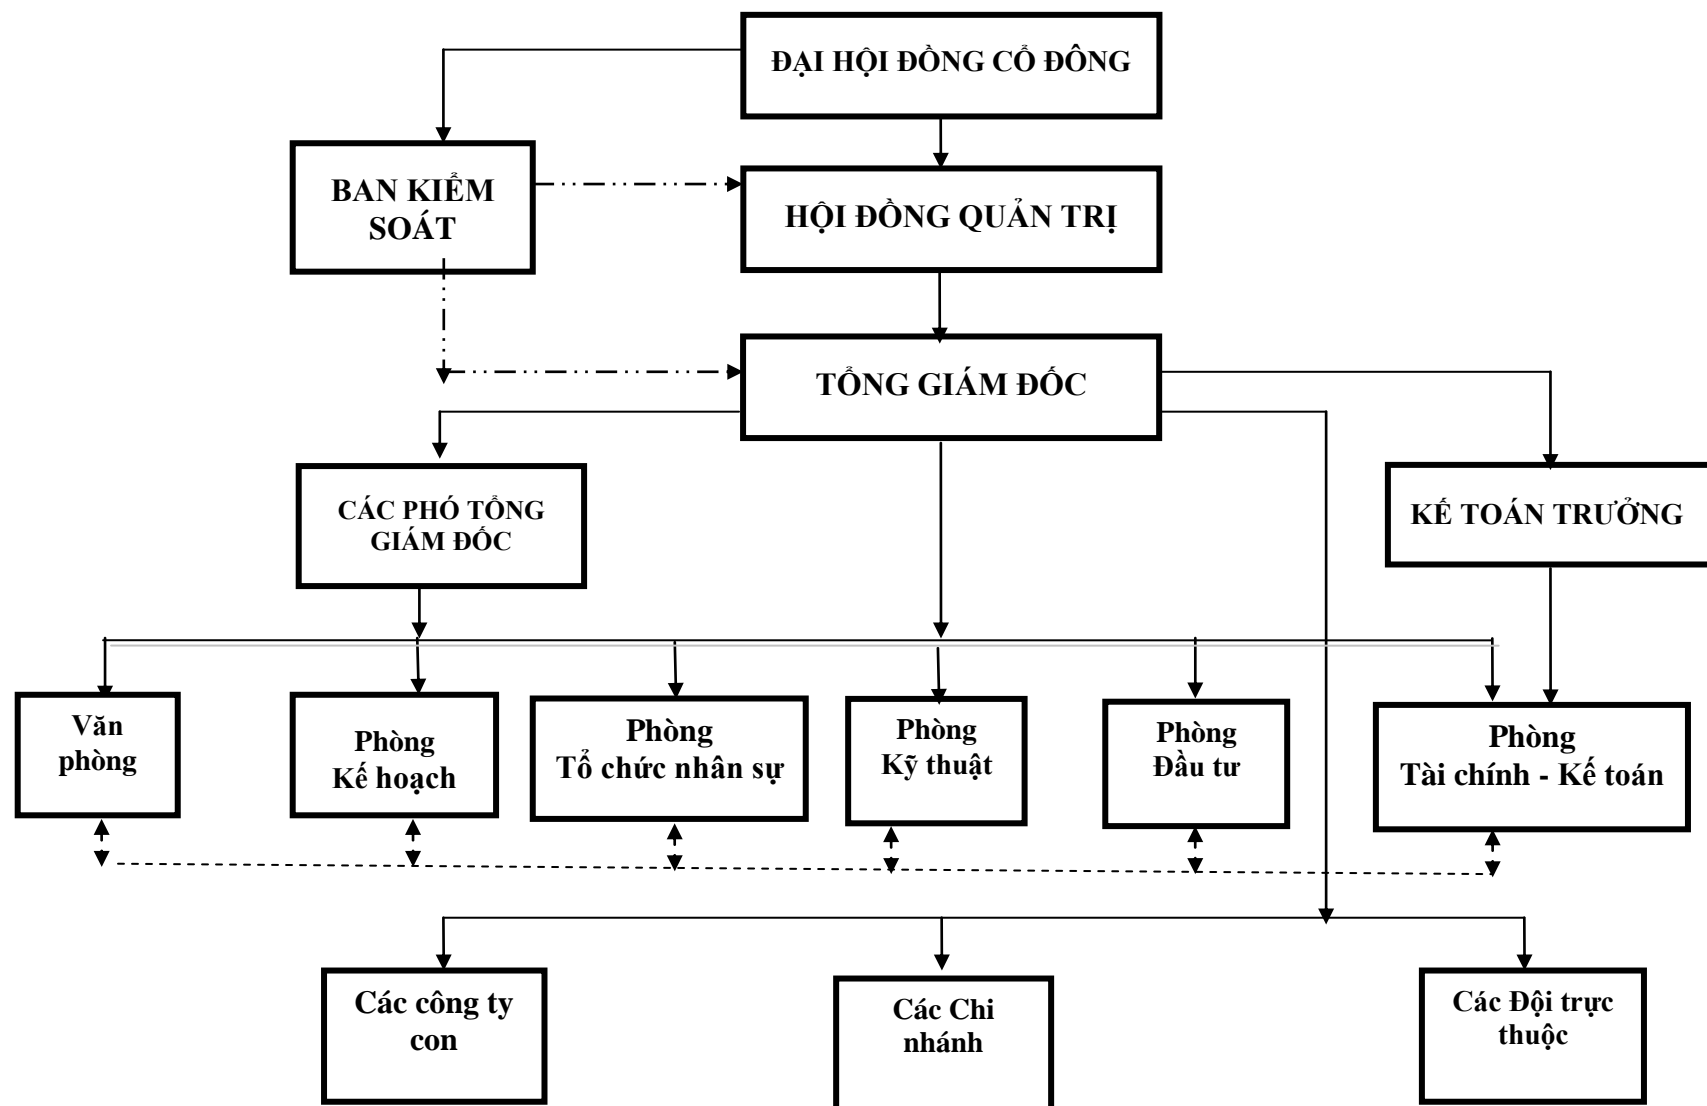 ĐẠI HỘI ĐỒNG CỔ ĐÔNG
BAN KIỂM
SOÁT
HỘI ĐỒNG QUẢN TRỊ
TỔNG GIÁM ĐỐC
CÁC PHÓ TỔNG
GIÁM ĐỐC
KẾ TOÁN TRƯỞNG
Văn
phòng
Phòng
Kế hoạch
Phòng
Tổ chức nhân sự
Phòng
Kỹ thuật
Phòng
Đầu tư
Phòng
Tài chính - Kế toán
Các công ty
con
Các Chi
nhánh
Các Đội trực
thuộc